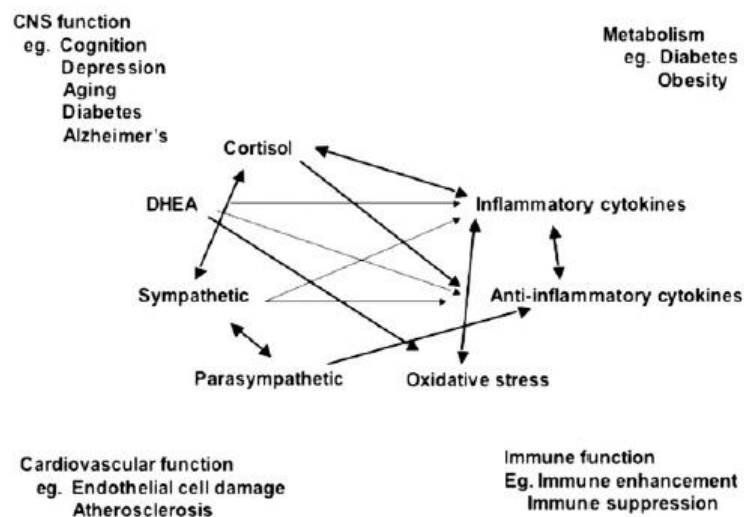 CNS function
eg. Cognition
Depression
Aging
Diabetes
Alzheimer's
Metabolism
eg. Diabetes
Obesity
Cortisol
DHEA
Inflammatory cytokines
Sympathetic
Anti-inflammatory cytokines
Parasympathetic
Oxidative stress
Cardiovascular function
eg. Endothelial cell damage
Atherosclerosis
Immune function
Eg. Immune enhancement
Immune suppression